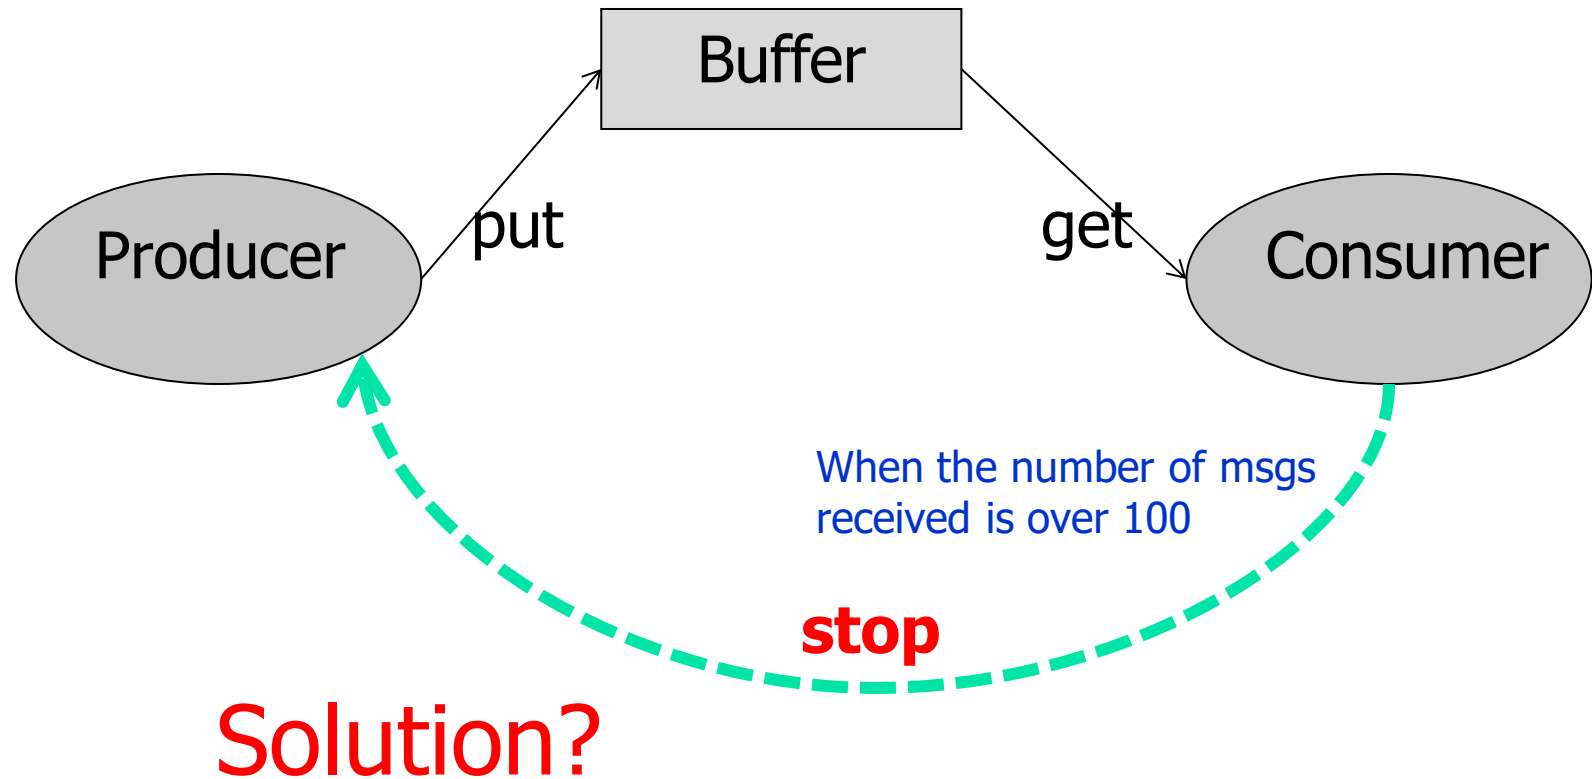 Buffer
put
get
Producer
Consumer
When the number of msgs
received is over 100
stop
Solution?